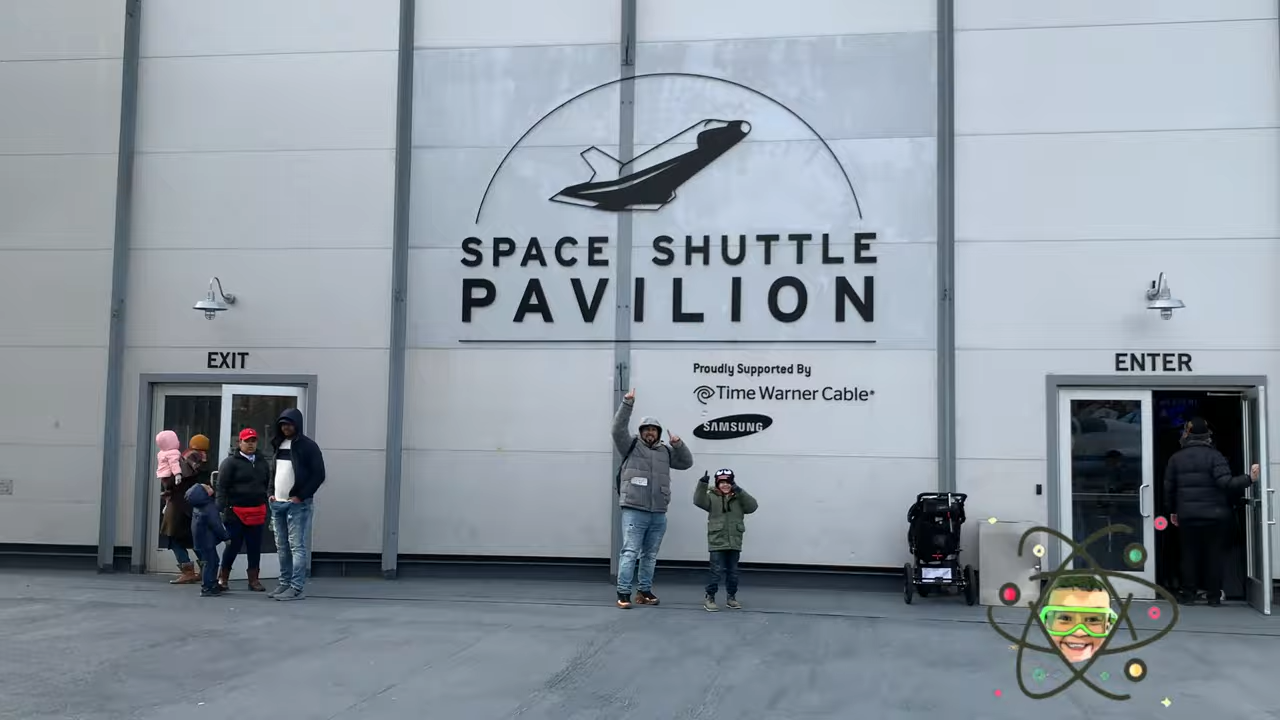 SPACE SHUTTLE
PAVILION
EXIT
ENTER
Proudly Supported By
Time Warner Cable*
SAMSUNG